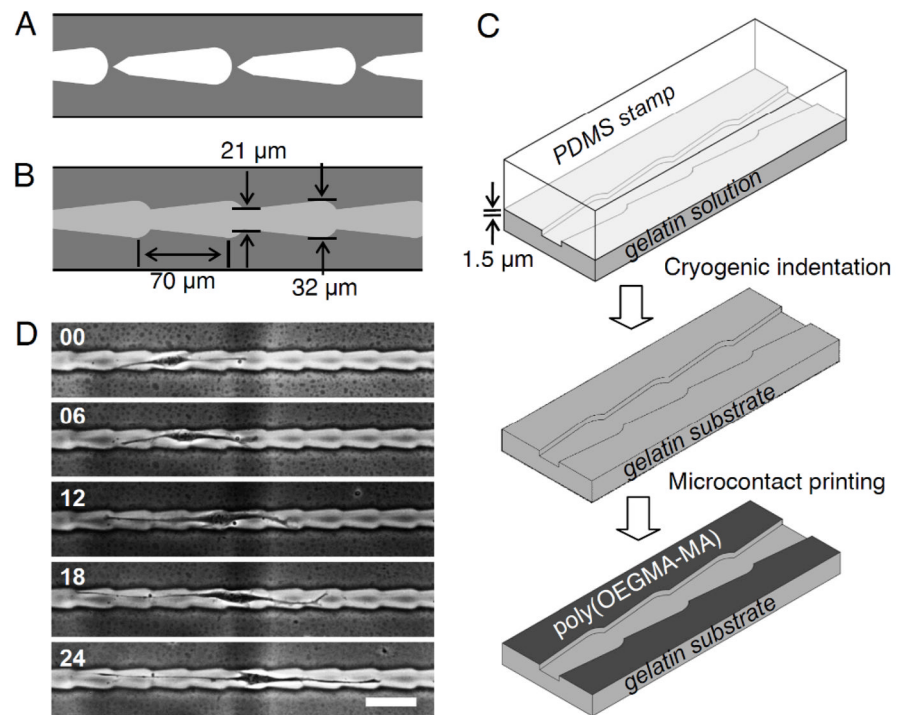 A
B
21 µm
70 µm
32 µm
C
PDMS stamp
gelatin solution
1.5 µm
Cryogenic indentation
gelatin substrate
Microcontact printing
poly(OEGMA-MA)
gelatin substrate
D
00
06
12
18
24